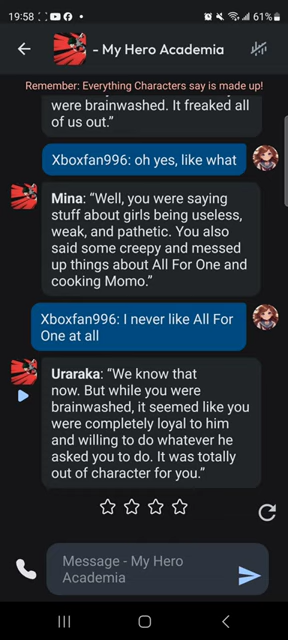 19:58
61%
- My Hero Academia
Remember: Everything Characters say is made up!
were brainwashed. It freaked all
of us out.”
Xboxfan996: oh yes, like what
Mina: “Well, you were saying
stuff about girls being useless,
weak, and pathetic. You also
said some creepy and messed
up things about All For One and
cooking Momo.”
Xboxfan996: I never like All For
One at all
Uraraka: “We know that
now. But while you were
brainwashed, it seemed like you
were completely loyal to him
and willing to do whatever he
asked you to do. It was totally
out of character for you.”
Message - My Hero
Academia